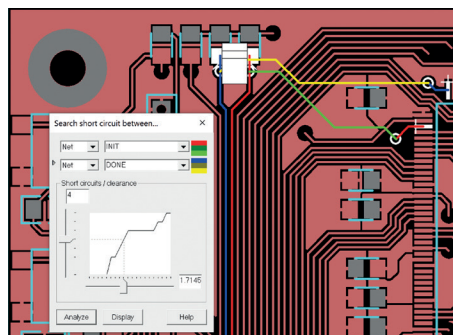 Search short circuit between... ×
Net INIT
Net DONE
Short circuits / clearance
4
1.7145
Analyze Display Help